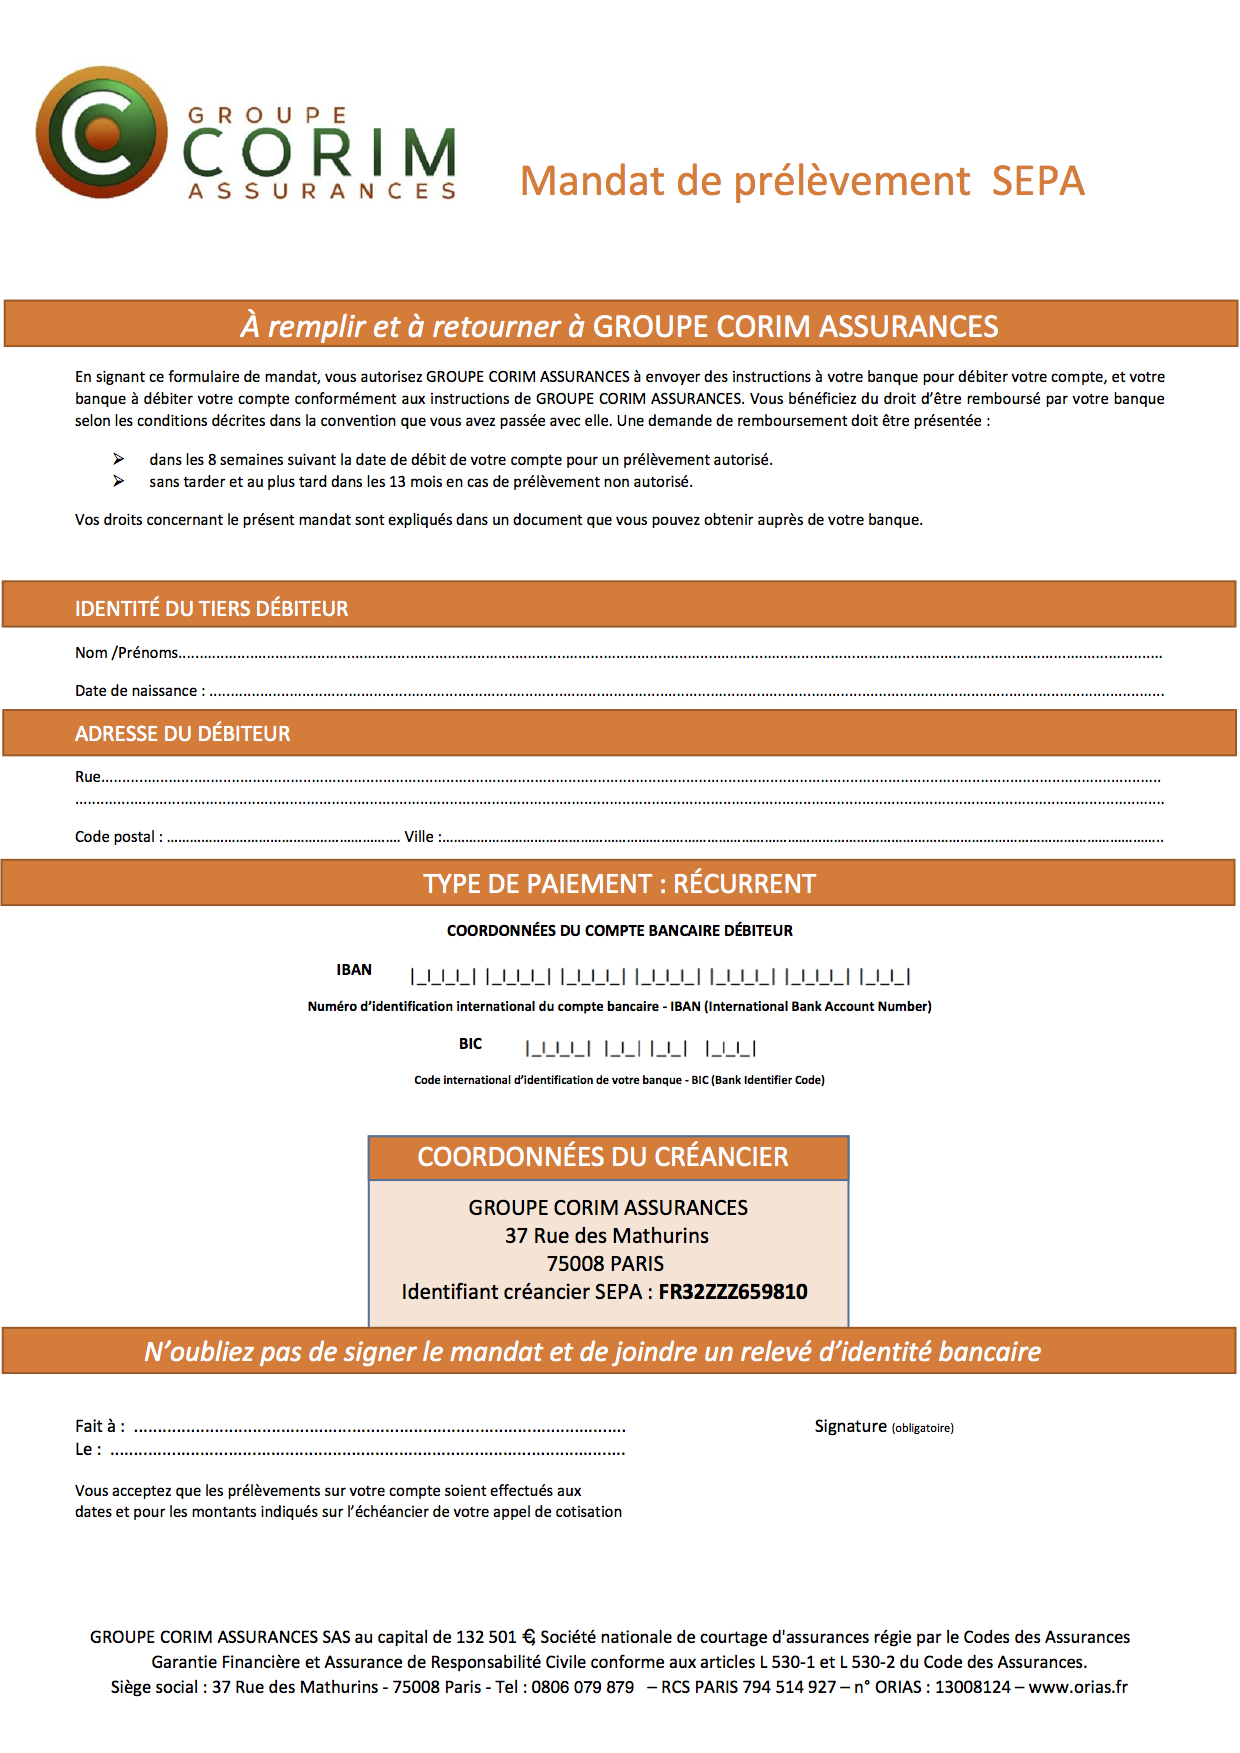 GROUPE
CORIM
ASSURANCES
Mandat de prélèvement SEPA
À remplir et à retourner à GROUPE CORIM ASSURANCES
En signant ce formulaire de mandat, vous autorisez GROUPE CORIM ASSURANCES à envoyer des instructions à votre banque pour débiter votre compte, et votre
banque à débiter votre compte conformément aux instructions de GROUPE CORIM ASSURANCES. Vous bénéficiez du droit d’être remboursé par votre banque
selon les conditions décrites dans la convention que vous avez passée avec elle. Une demande de remboursement doit être présentée :
➢ dans les 8 semaines suivant la date de débit de votre compte pour un prélèvement autorisé.
➢ sans tarder et au plus tard dans les 13 mois en cas de prélèvement non autorisé.
Vos droits concernant le présent mandat sont expliqués dans un document que vous pouvez obtenir auprès de votre banque.
IDENTITÉ DU TIERS DÉBITEUR
Nom /Prénoms..........
Date de naissance : ..........
ADRESSE DU DÉBITEUR
Rue..........
..........
Code postal : .......... Ville :..........
TYPE DE PAIEMENT : RÉCURRENT
COORDONNÉES DU COMPTE BANCAIRE DÉBITEUR
IBAN |_|_|_|_| |_|_|_|_| |_|_|_|_| |_|_|_|_| |_|_|_|_| |_|_|_|_| |_|_|_|
Numéro d’identification international du compte bancaire - IBAN (International Bank Account Number)
BIC |_|_|_|_| |_|_| |_|_| |_|_|_|
Code international d’identification de votre banque - BIC (Bank Identifier Code)
COORDONNÉES DU CRÉANCIER
GROUPE CORIM ASSURANCES
37 Rue des Mathurins
75008 PARIS
Identifiant créancier SEPA : FR32ZZZ659810
N’oubliez pas de signer le mandat et de joindre un relevé d’identité bancaire
Fait à : .......... Signature (obligatoire)
Le : ..........
Vous acceptez que les prélèvements sur votre compte soient effectués aux
dates et pour les montants indiqués sur l’échéancier de votre appel de cotisation
GROUPE CORIM ASSURANCES SAS au capital de 132 501 €, Société nationale de courtage d'assurances régie par le Codes des Assurances
Garantie Financière et Assurance de Responsabilité Civile conforme aux articles L 530-1 et L 530-2 du Code des Assurances.
Siège social : 37 Rue des Mathurins - 75008 Paris - Tel : 0806 079 879 – RCS PARIS 794 514 927 – n° ORIAS : 13008124 – www.orias.fr